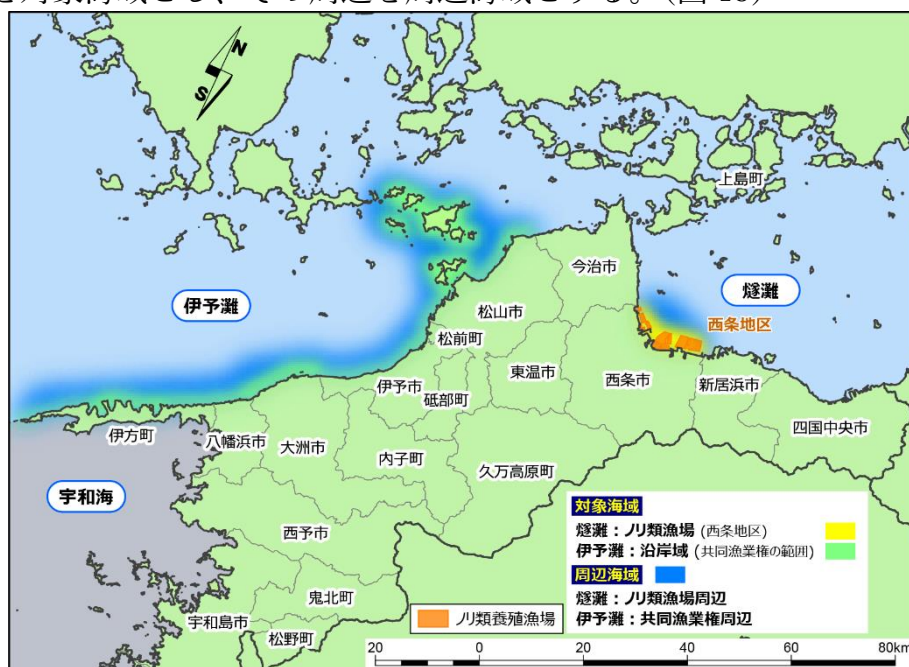 を対象海域とし、その周辺を周辺海域とする。(図
N
S
上島町
今治市
伊予灘
燧灘
西条地区
松山市
松前町
東温市
西条市
新居浜市
伊予市
砥部町
四国中央市
伊方町
八幡浜市
大洲市
内子町
久万高原町
宇和海
西予市
鬼北町
宇和島市
松野町
対象海域
燧灘：ノリ類漁場 (西条地区)
伊予灘：沿岸域 (共同漁業権の範囲)
周辺海域
燧灘：ノリ類漁場周辺
伊予灘：共同漁業権周辺
ノリ類養殖漁場
20 0 20 40 60 80km